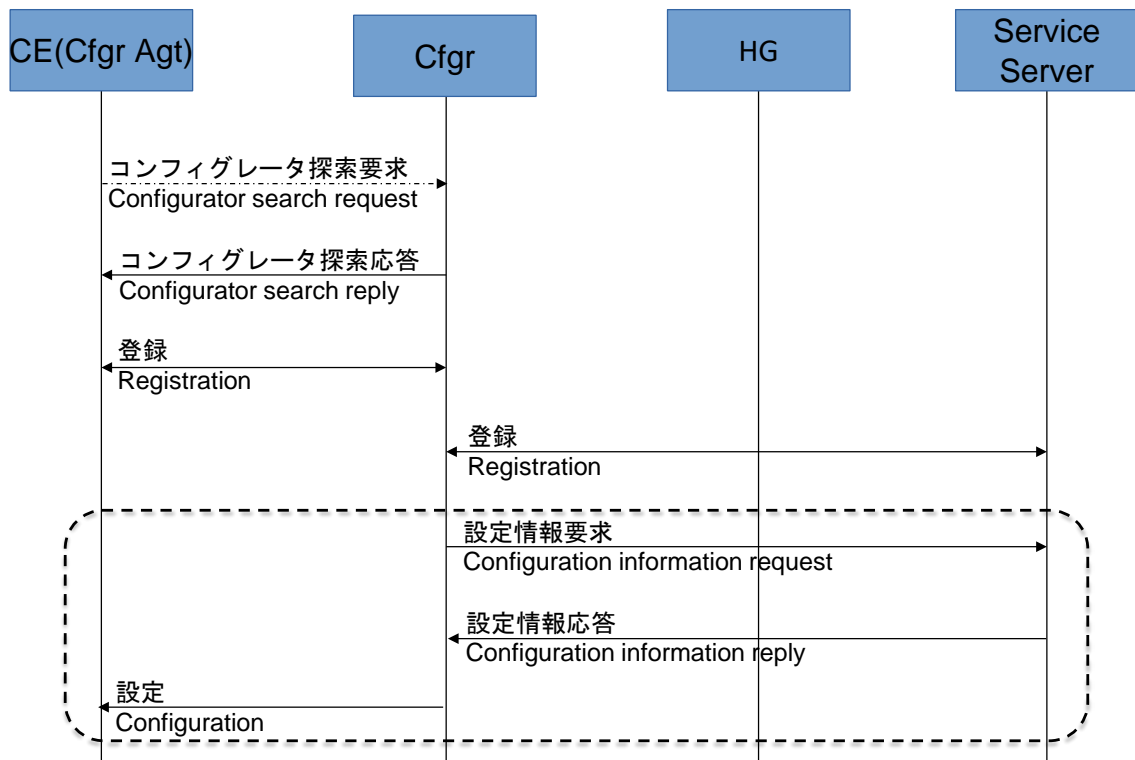 CE(Cfgr Agt)
Cfgr
HG
Service
Server
コンフィグレータ探索要求
Configurator search request
コンフィグレータ探索応答
Configurator search reply
登録
Registration
登録
Registration
設定情報要求
Configuration information request
設定情報応答
Configuration information reply
設定
Configuration